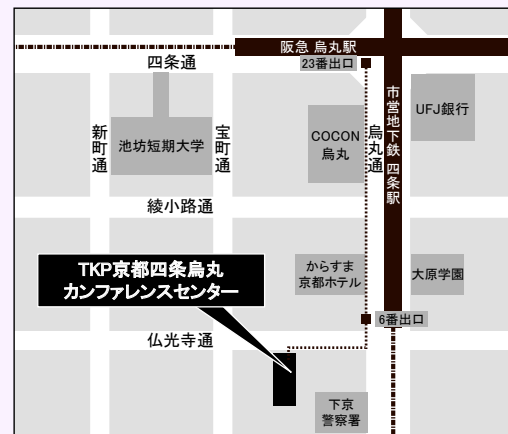 阪急 烏丸駅
四条通
23番出口
市営地下鉄 四条駅
UFJ銀行
新町通
池坊短期大学
宝町通
COCON
烏丸
烏丸通
綾小路通
TKP京都四条烏丸
カンファレンスセンター
からすま
京都ホテル
大原学園
6番出口
仏光寺通
下京
警察署